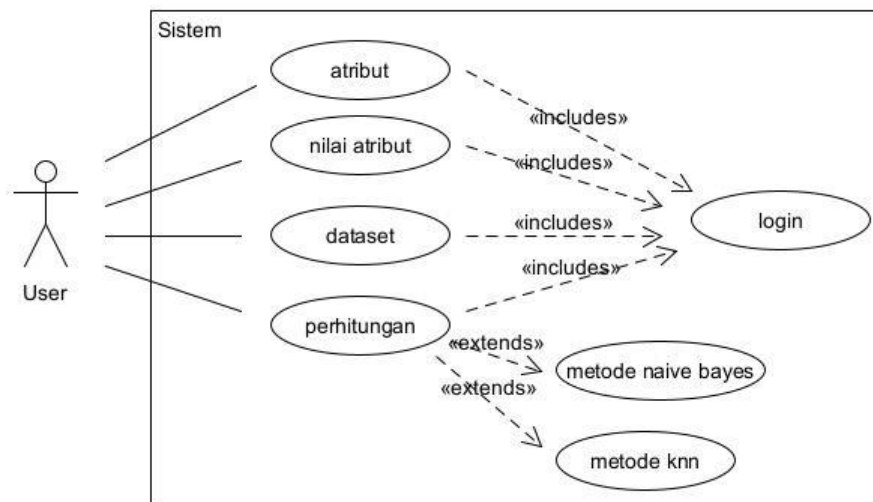 Sistem
atribut
«includes»
nilai atribut
«includes»
login
dataset
«includes»
User
perhitungan
«includes»
«extends»
metode naive bayes
«extends»
metode knn